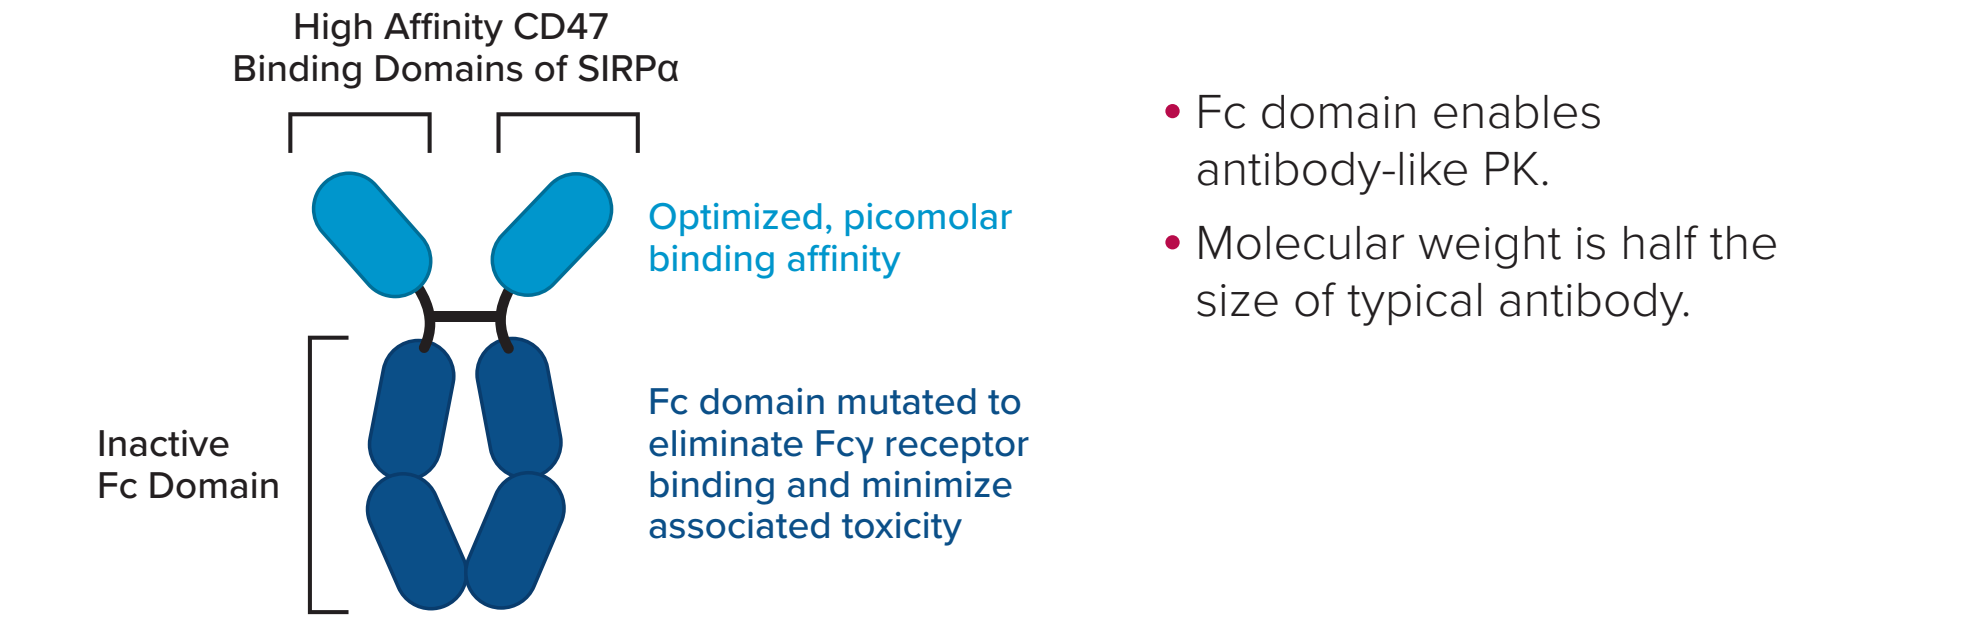 High Affinity CD47
Binding Domains of SIRPα
Optimized, picomolar
binding affinity
Inactive
Fc Domain
Fc domain mutated to
eliminate Fcγ receptor
binding and minimize
associated toxicity
• Fc domain enables
antibody-like PK.
• Molecular weight is half the
size of typical antibody.